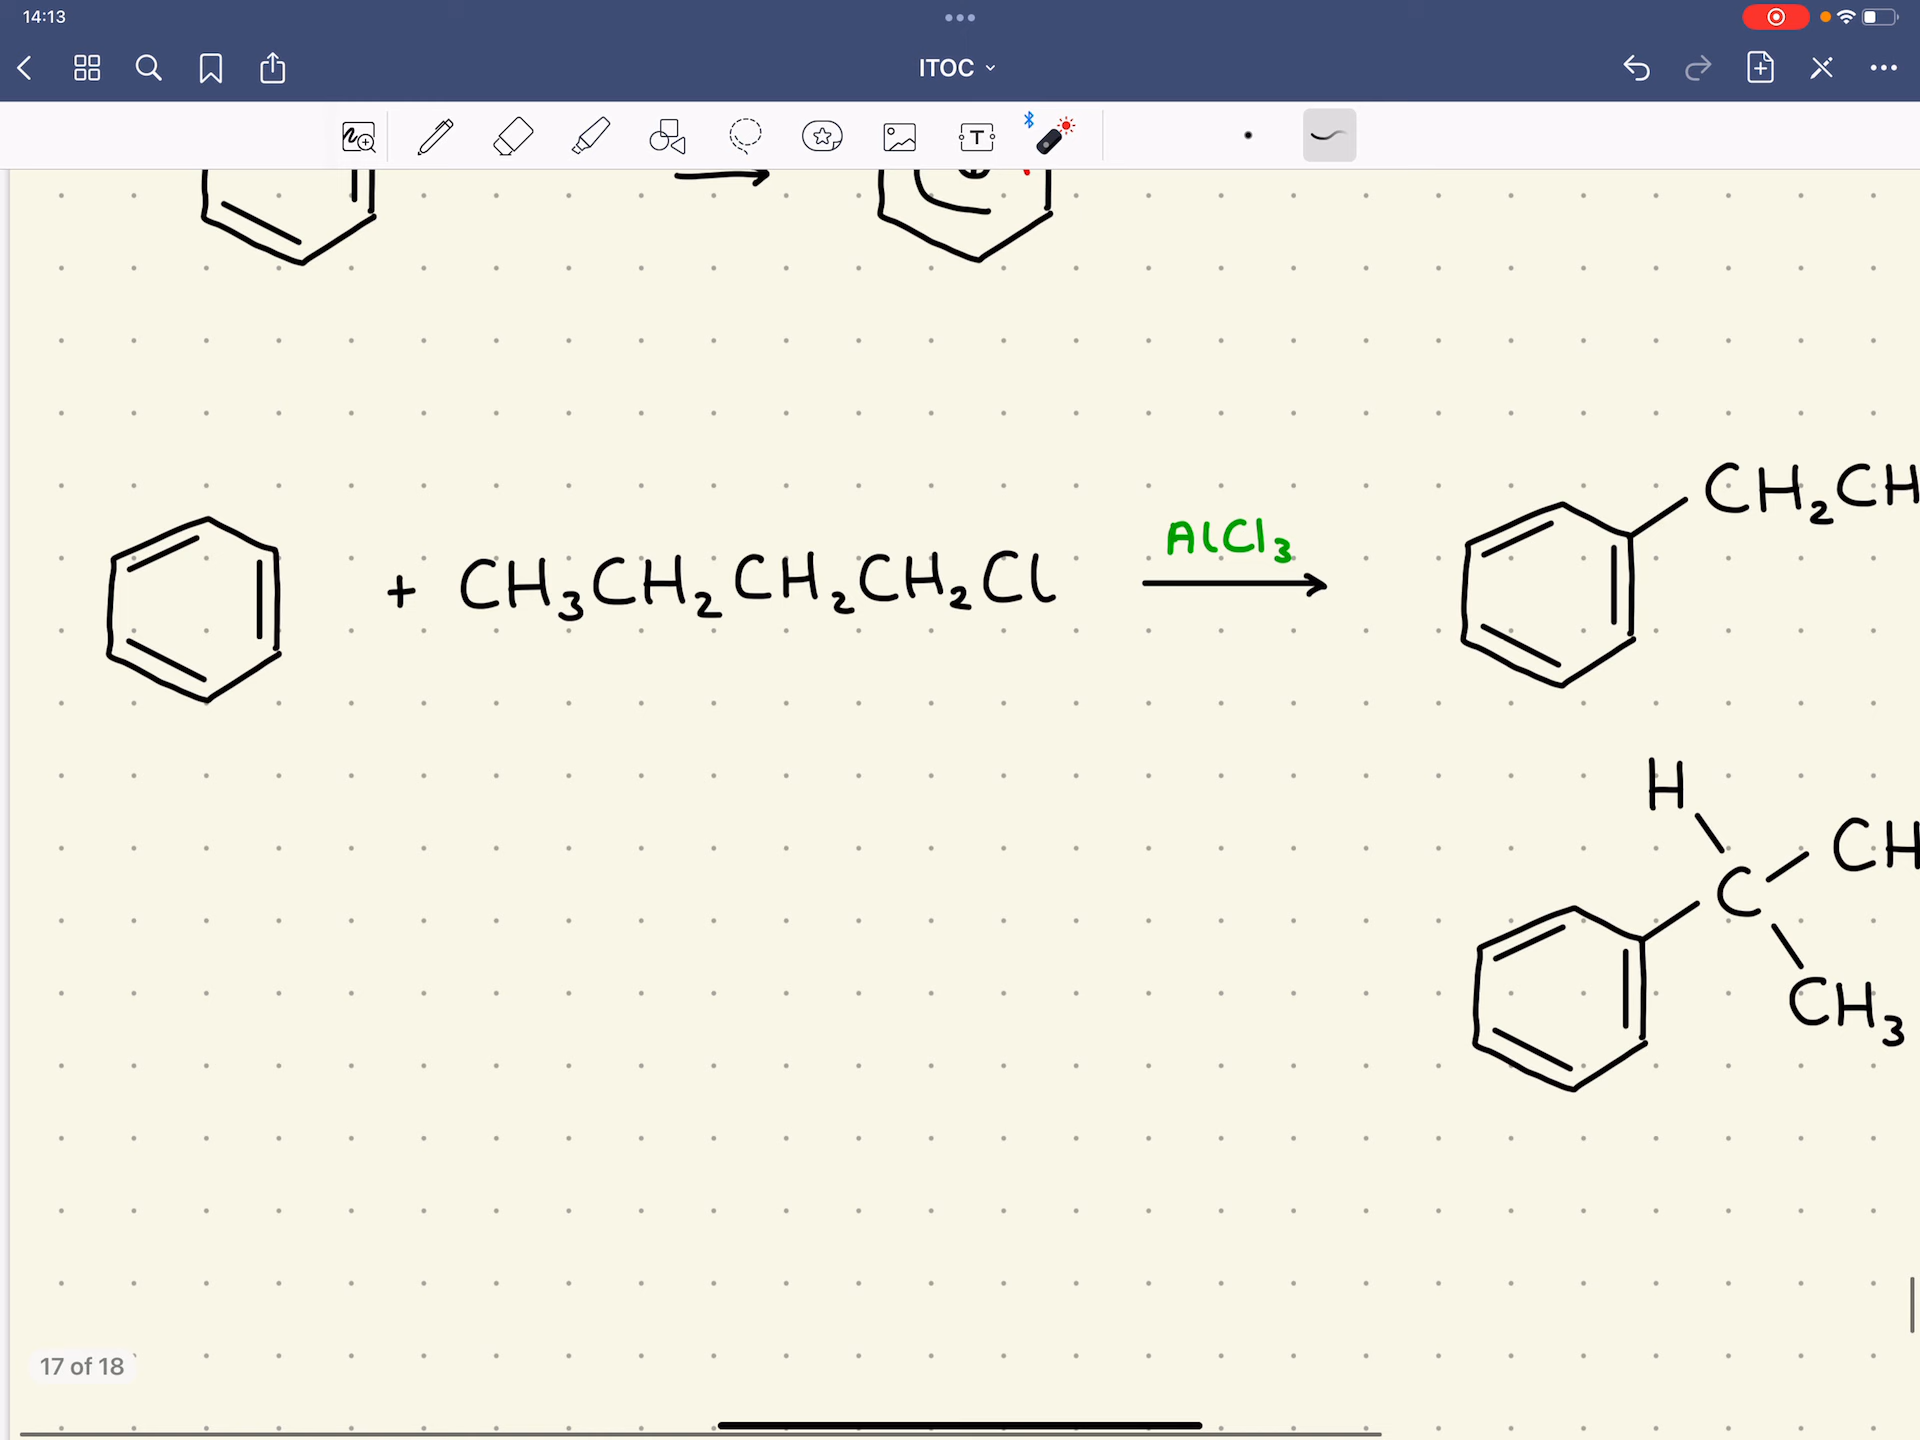 14:13
ITOC
T
CH₂CH
AlCl₃
+ CH₃CH₂CH₂CH₂Cl
H
CH
C
CH₃
17 of 18